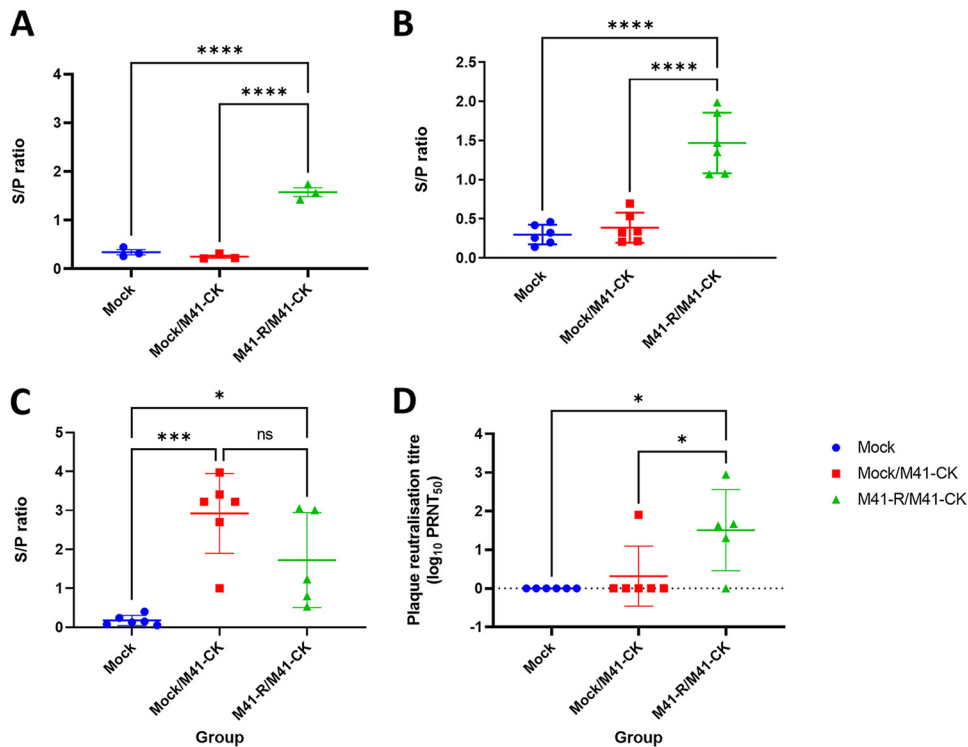 A
****
****
4
3
2
1
0
S/P ratio
Mock
Mock/M41-CK
M41-R/M41-CK
B
****
****
2.5
2.0
1.5
1.0
0.5
0.0
S/P ratio
Mock
Mock/M41-CK
M41-R/M41-CK
C
*
***
ns
5
4
3
2
1
0
S/P ratio
Mock
Mock/M41-CK
M41-R/M41-CK
Group
D
*
*
4
3
2
1
0
-1
Plaque reutralisation titre
(log₁₀ PRNT₅₀)
Mock
Mock/M41-CK
M41-R/M41-CK
Group
Mock
Mock/M41-CK
M41-R/M41-CK